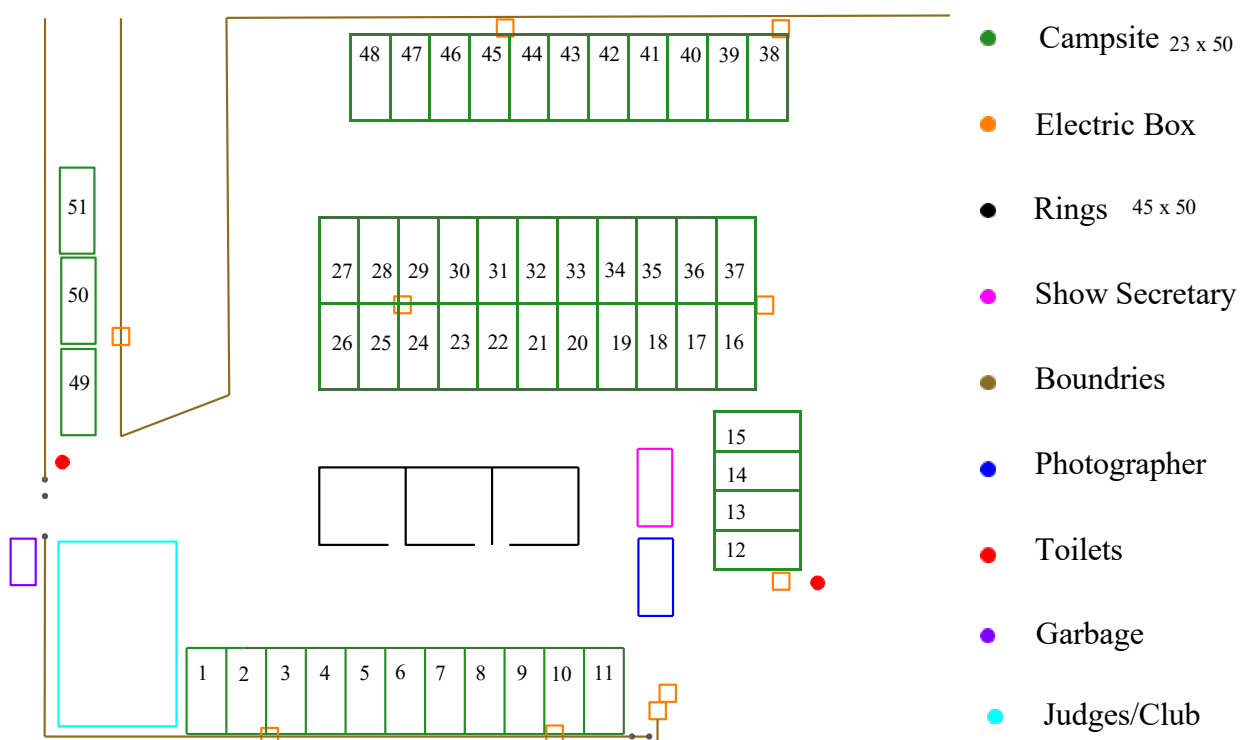 48 47 46 45 44 43 42 41 40 39 38
51
50
49
27 28 29 30 31 32 33 34 35 36 37
26 25 24 23 22 21 20 19 18 17 16
15
14
13
12
1 2 3 4 5 6 7 8 9 10 11
Campsite 23 x 50
Electric Box
Rings 45 x 50
Show Secretary
Boundries
Photographer
Toilets
Garbage
Judges/Club